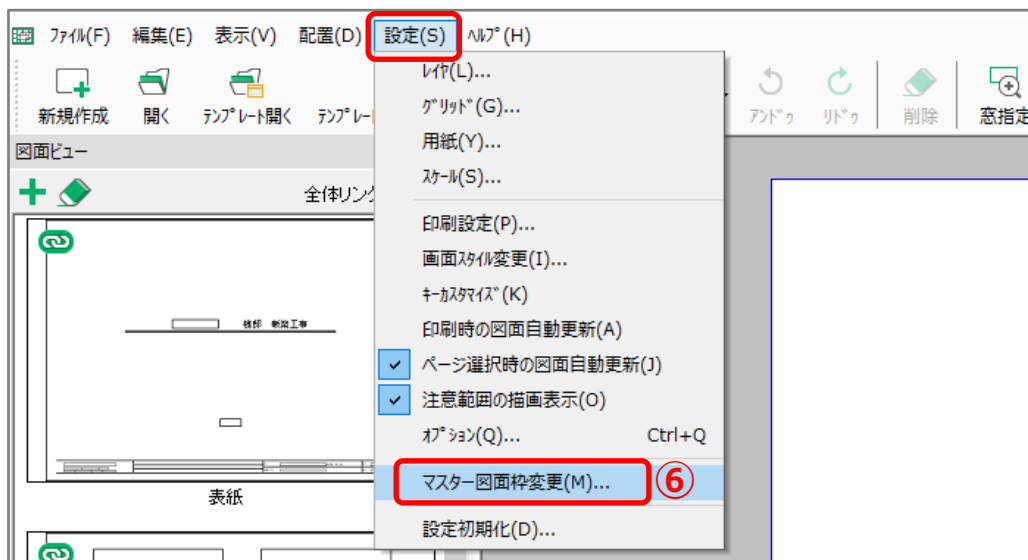 ﾌｧｲﾙ(F) 編集(E) 表示(V) 配置(D) 設定(S) ﾍﾙﾌﾟ(H)
新規作成 開く ﾃﾝﾌﾟﾚｰﾄ開く ﾃﾝﾌﾟﾚｰ ｱﾝﾄﾞｩ ﾘﾄﾞｩ 削除 窓指定
図面ﾋﾞｭｰ
全体リンク
様邸 新築工事
表紙
ﾚｲﾔ(L)...
ｸﾞﾘｯﾄﾞ(G)...
用紙(Y)...
ｽｹｰﾙ(S)...
印刷設定(P)...
画面ｽﾀｲﾙ変更(I)...
ｷｰｶｽﾀﾏｲｽﾞ(K)
印刷時の図面自動更新(A)
ページ選択時の図面自動更新(J)
注意範囲の描画表示(O)
ｵﾌﾟｼｮﾝ(Q)... Ctrl+Q
マスター図面枠変更(M)... ⑥
設定初期化(D)...